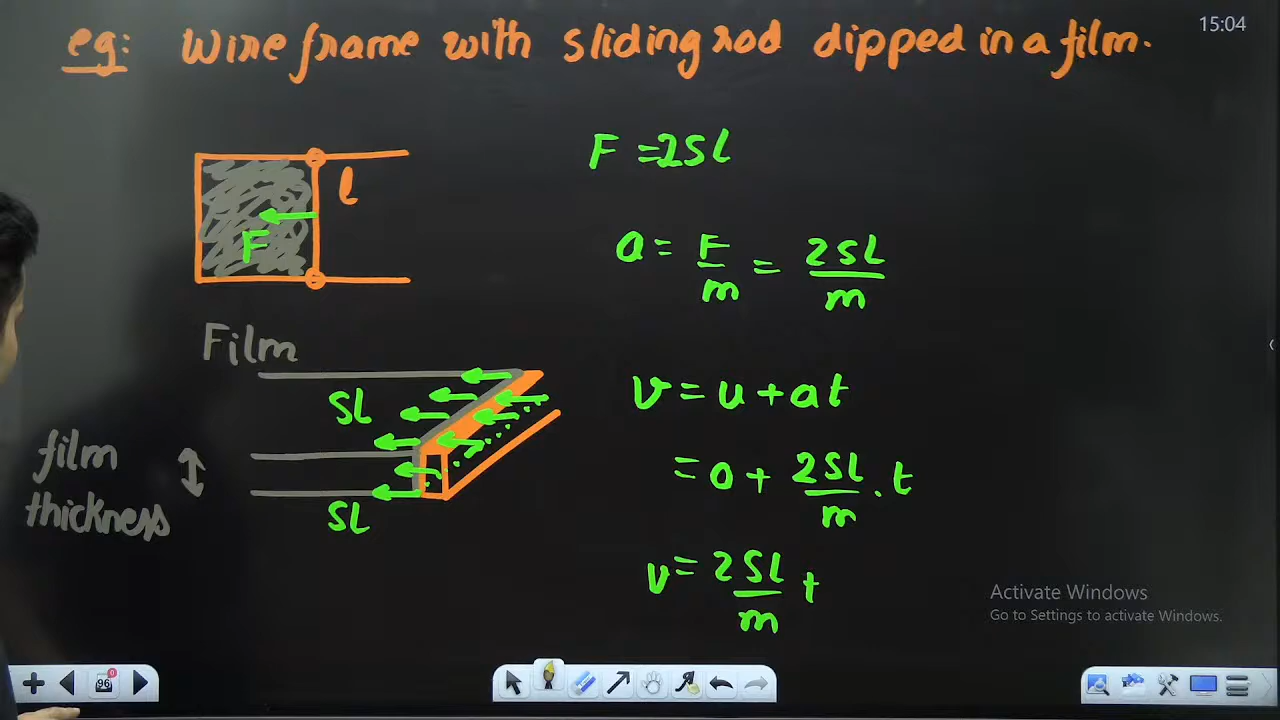 15:04
eg: Wire frame with sliding rod dipped in a film.
l
F
F = 2Sl
a = F/m = 2Sl/m
Film
Sl
film thickness
Sl
v = u + at
= 0 + 2Sl/m . t
v = 2Sl/m t
Activate Windows
Go to Settings to activate Windows.
96
0